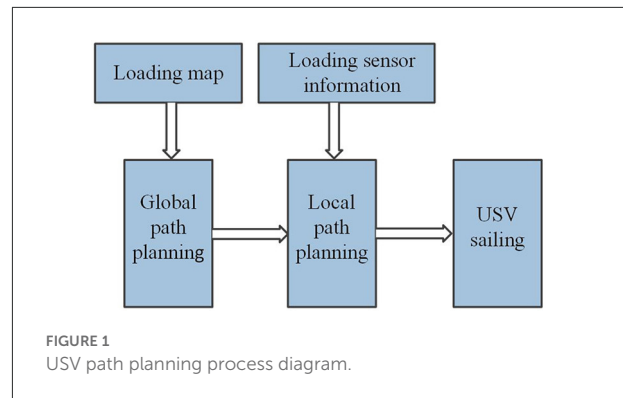 Loading map
Loading sensor
information
Global
path
planning
Local
path
planning
USV
sailing
FIGURE 1
USV path planning process diagram.